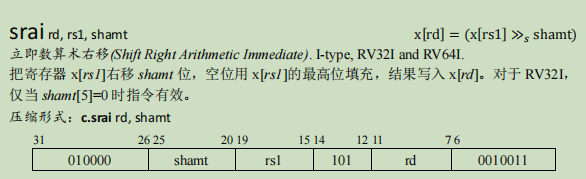 srai rd, rs1, shamt x[rd] = (x[rs1] ≫ₛ shamt)
立即数算术右移(Shift Right Arithmetic Immediate). I-type, RV32I and RV64I.
把寄存器 x[rs1]右移 shamt 位，空位用 x[rs1]的最高位填充，结果写入 x[rd]。对于 RV32I，
仅当 shamt[5]=0 时指令有效。
压缩形式：c.srai rd, shamt
31 26 25 20 19 15 14 12 11 7 6
010000 shamt rs1 101 rd 0010011